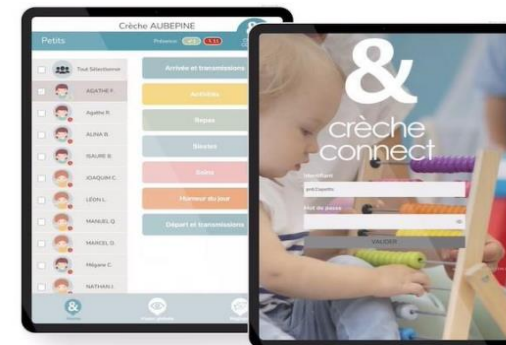 Crèche AUBEPINE
&
Petits
Présence
Tout Sélectionner
Arrivée et transmissions
AGATHE F.
Activités
Agathe R.
Repas
ALINA B.
Siestes
ISAURE B.
Soins
JOAQUIM C.
LÉON L.
Humeur du jour
MANUEL Q.
Départ et transmissions
MARCEL D.
Mégane C.
NATHAN J.
&
&
crèche
connect
Identifiant
Mot de passe
VALIDER